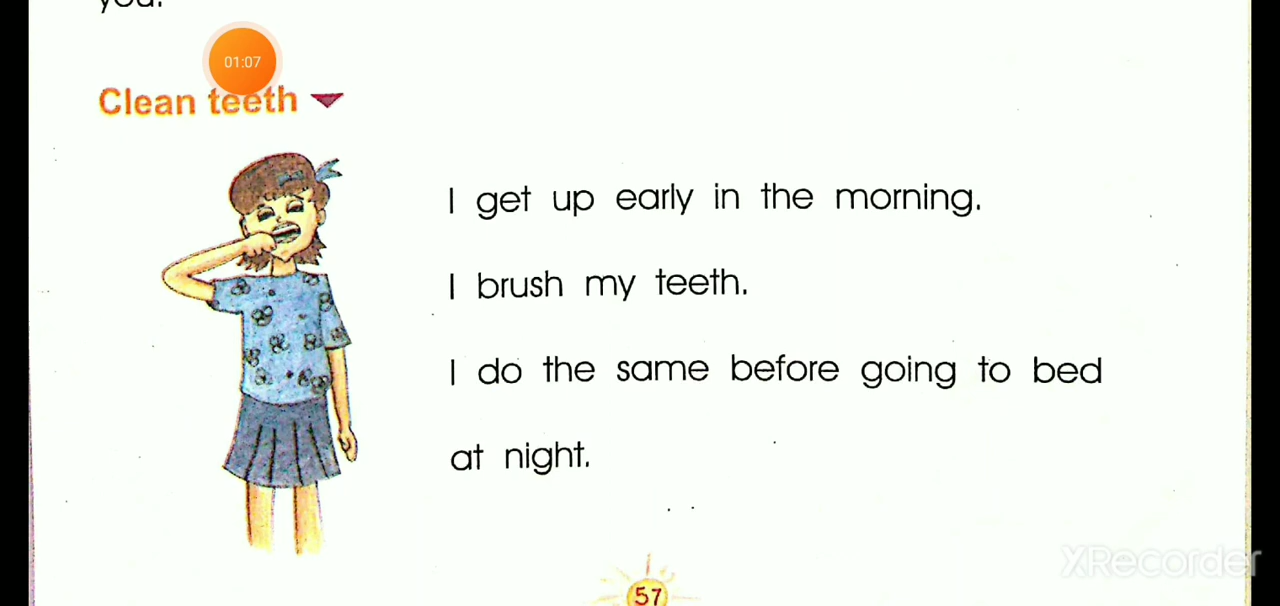 you.
01:07
Clean teeth
I get up early in the morning.
I brush my teeth.
I do the same before going to bed
at night.
57
XRecorder